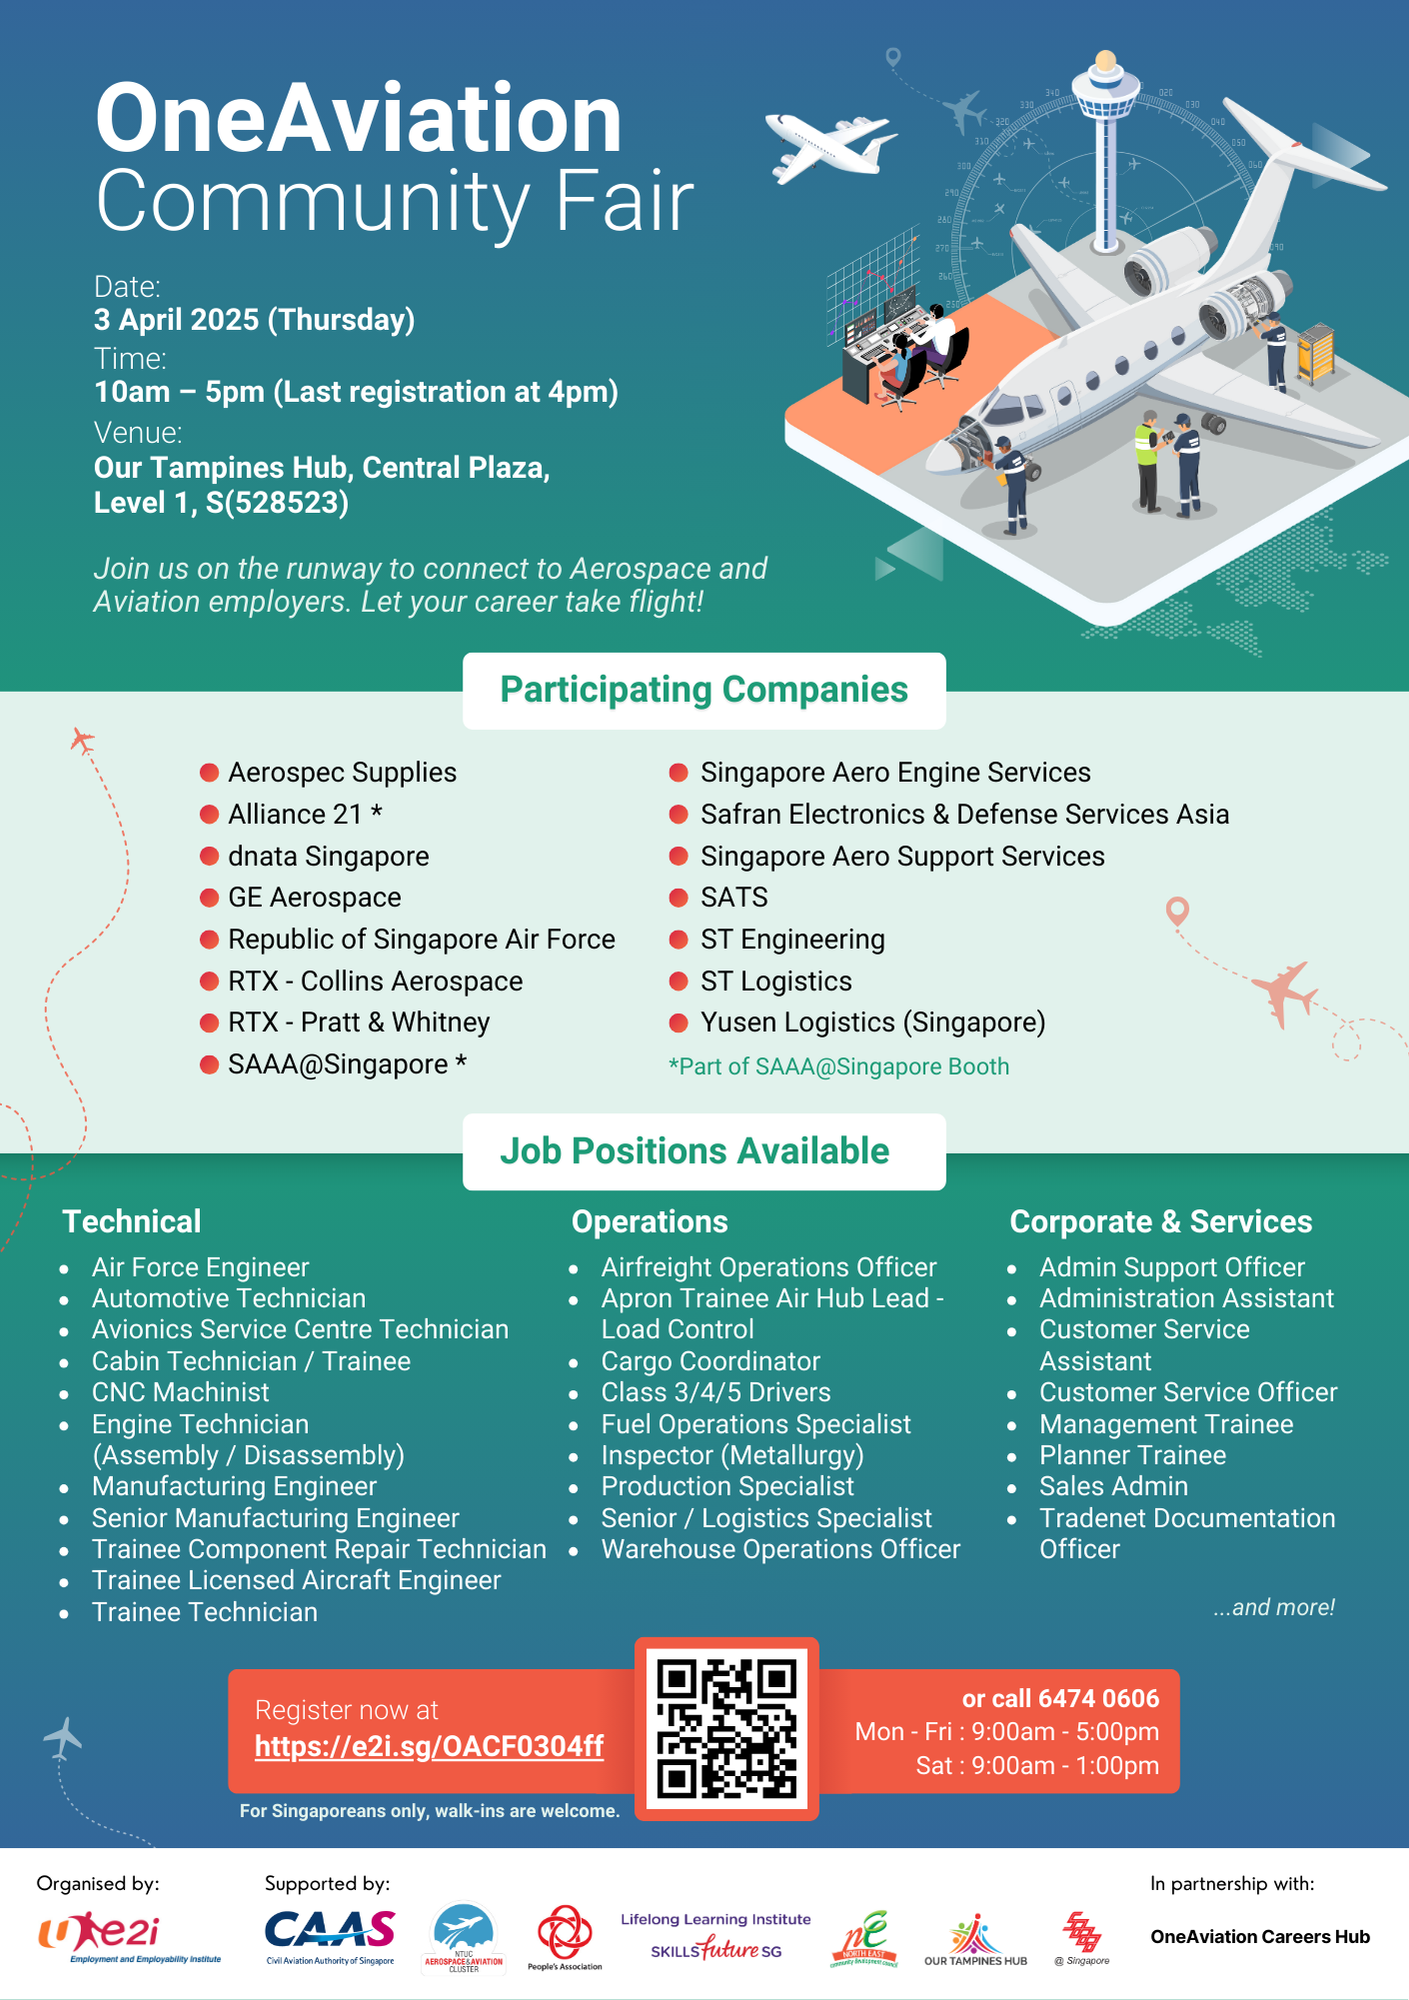 OneAviation
Community Fair
Date:
3 April 2025 (Thursday)
Time:
10am – 5pm (Last registration at 4pm)
Venue:
Our Tampines Hub, Central Plaza,
Level 1, S(528523)
Join us on the runway to connect to Aerospace and
Aviation employers. Let your career take flight!
Participating Companies
Aerospec Supplies
Alliance 21 *
dnata Singapore
GE Aerospace
Republic of Singapore Air Force
RTX - Collins Aerospace
RTX - Pratt & Whitney
SAAA@Singapore *
Singapore Aero Engine Services
Safran Electronics & Defense Services Asia
Singapore Aero Support Services
SATS
ST Engineering
ST Logistics
Yusen Logistics (Singapore)
*Part of SAAA@Singapore Booth
Job Positions Available
Technical
Air Force Engineer
Automotive Technician
Avionics Service Centre Technician
Cabin Technician / Trainee
CNC Machinist
Engine Technician
(Assembly / Disassembly)
Manufacturing Engineer
Senior Manufacturing Engineer
Trainee Component Repair Technician
Trainee Licensed Aircraft Engineer
Trainee Technician
Operations
Airfreight Operations Officer
Apron Trainee Air Hub Lead -
Load Control
Cargo Coordinator
Class 3/4/5 Drivers
Fuel Operations Specialist
Inspector (Metallurgy)
Production Specialist
Senior / Logistics Specialist
Warehouse Operations Officer
Corporate & Services
Admin Support Officer
Administration Assistant
Customer Service
Assistant
Customer Service Officer
Management Trainee
Planner Trainee
Sales Admin
Tradenet Documentation
Officer
...and more!
Register now at
https://e2i.sg/OACF0304ff
or call 6474 0606
Mon - Fri : 9:00am - 5:00pm
Sat : 9:00am - 1:00pm
For Singaporeans only, walk-ins are welcome.
Organised by:
e2i
Employment and Employability Institute
Supported by:
CAAS
Civil Aviation Authority of Singapore
NTUC
AEROSPACE & AVIATION
CLUSTER
People's Association
Lifelong Learning Institute
SKILLS future SG
NORTH EAST
community development council
OUR TAMPINES HUB
@ Singapore
In partnership with:
OneAviation Careers Hub